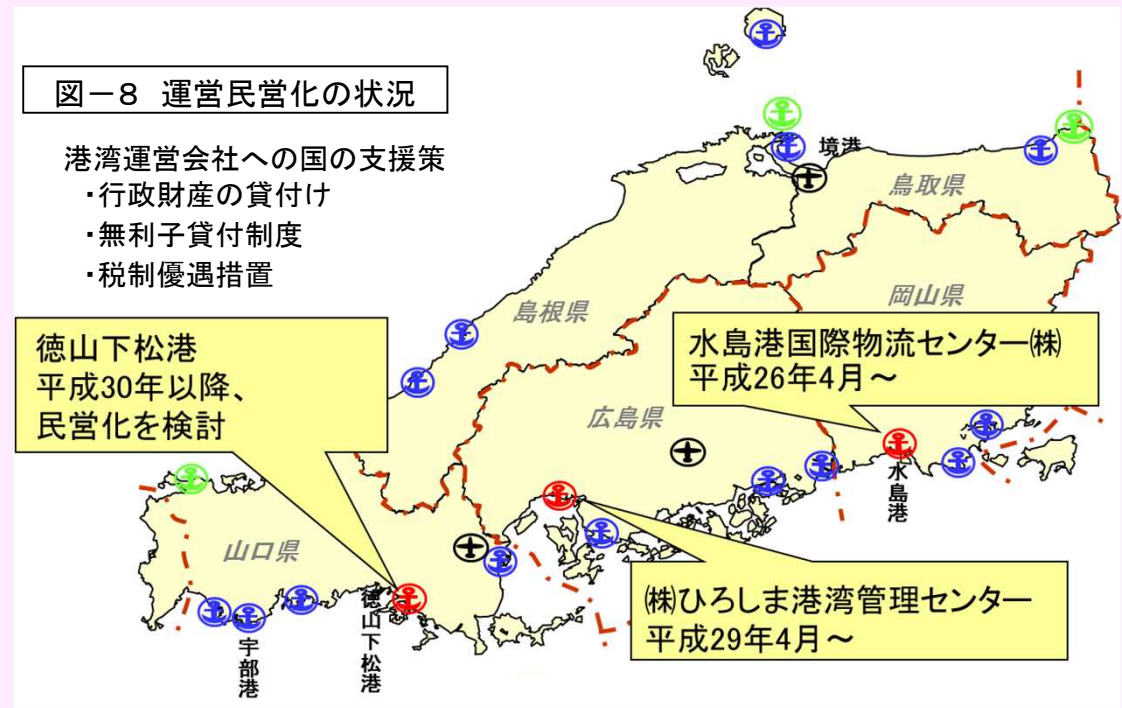 図－8 運営民営化の状況
港湾運営会社への国の支援策
・行政財産の貸付け
・無利子貸付制度
・税制優遇措置
境港
鳥取県
島根県
岡山県
徳山下松港
平成30年以降、
民営化を検討
水島港国際物流センター㈱
平成26年4月～
広島県
水島港
山口県
徳山下松港
宇部港
㈱ひろしま港湾管理センター
平成29年4月～